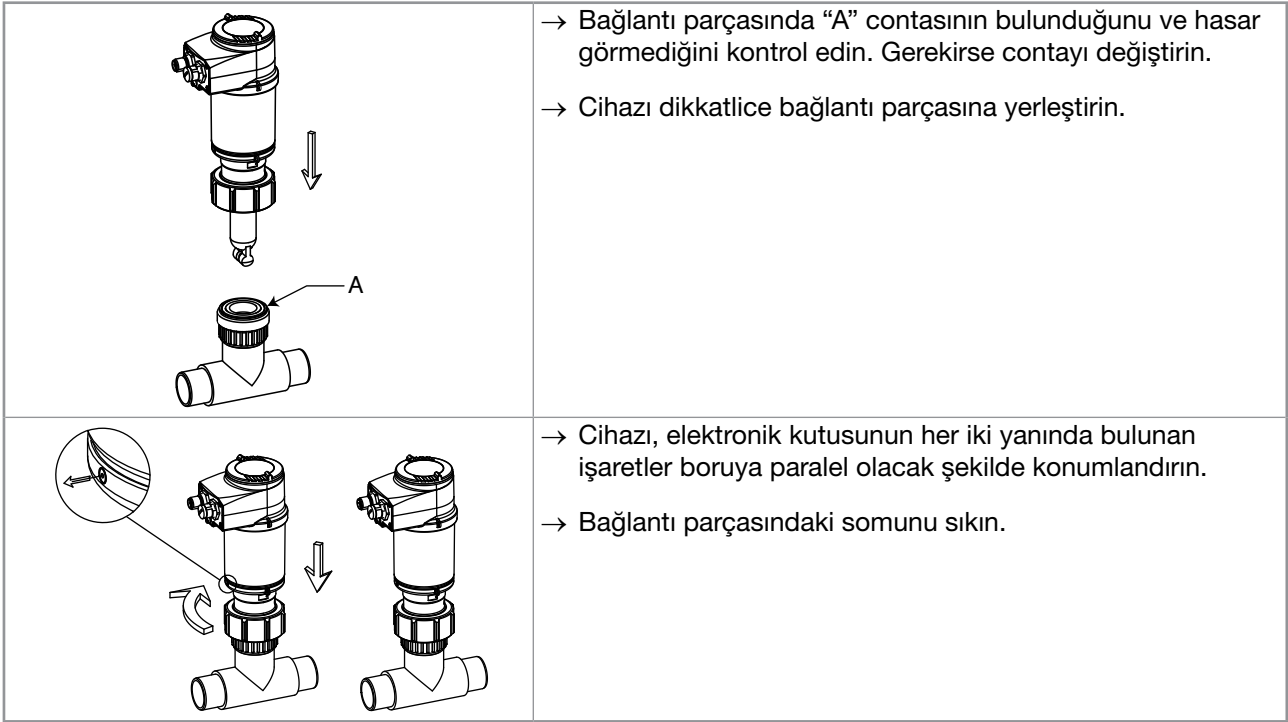 → Bağlantı parçasında “A” contasının bulunduğunu ve hasar
görmediğini kontrol edin. Gerekirse contayı değiştirin.
→ Cihazı dikkatlice bağlantı parçasına yerleştirin.
A
→ Cihazı, elektronik kutusunun her iki yanında bulunan
işaretler boruya paralel olacak şekilde konumlandırın.
→ Bağlantı parçasındaki somunu sıkın.